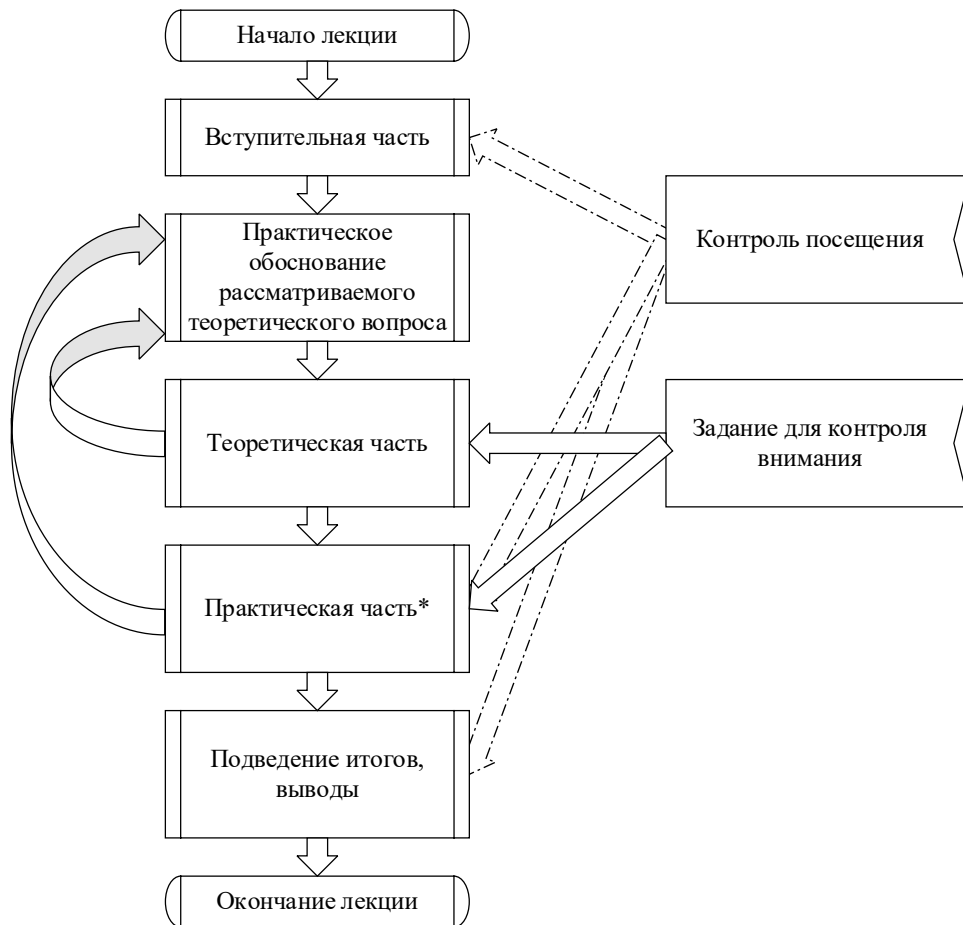 Начало лекции
Вступительная часть
Практическое
обоснование
рассматриваемого
теоретического вопроса
Контроль посещения
Теоретическая часть
Задание для контроля
внимания
Практическая часть*
Подведение итогов,
выводы
Окончание лекции